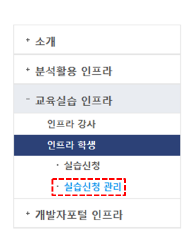 + 소개
+ 분석활용 인프라
- 교육실습 인프라
인프라 강사
인프라 학생
· 실습신청
· 실습신청 관리
+ 개발자포털 인프라